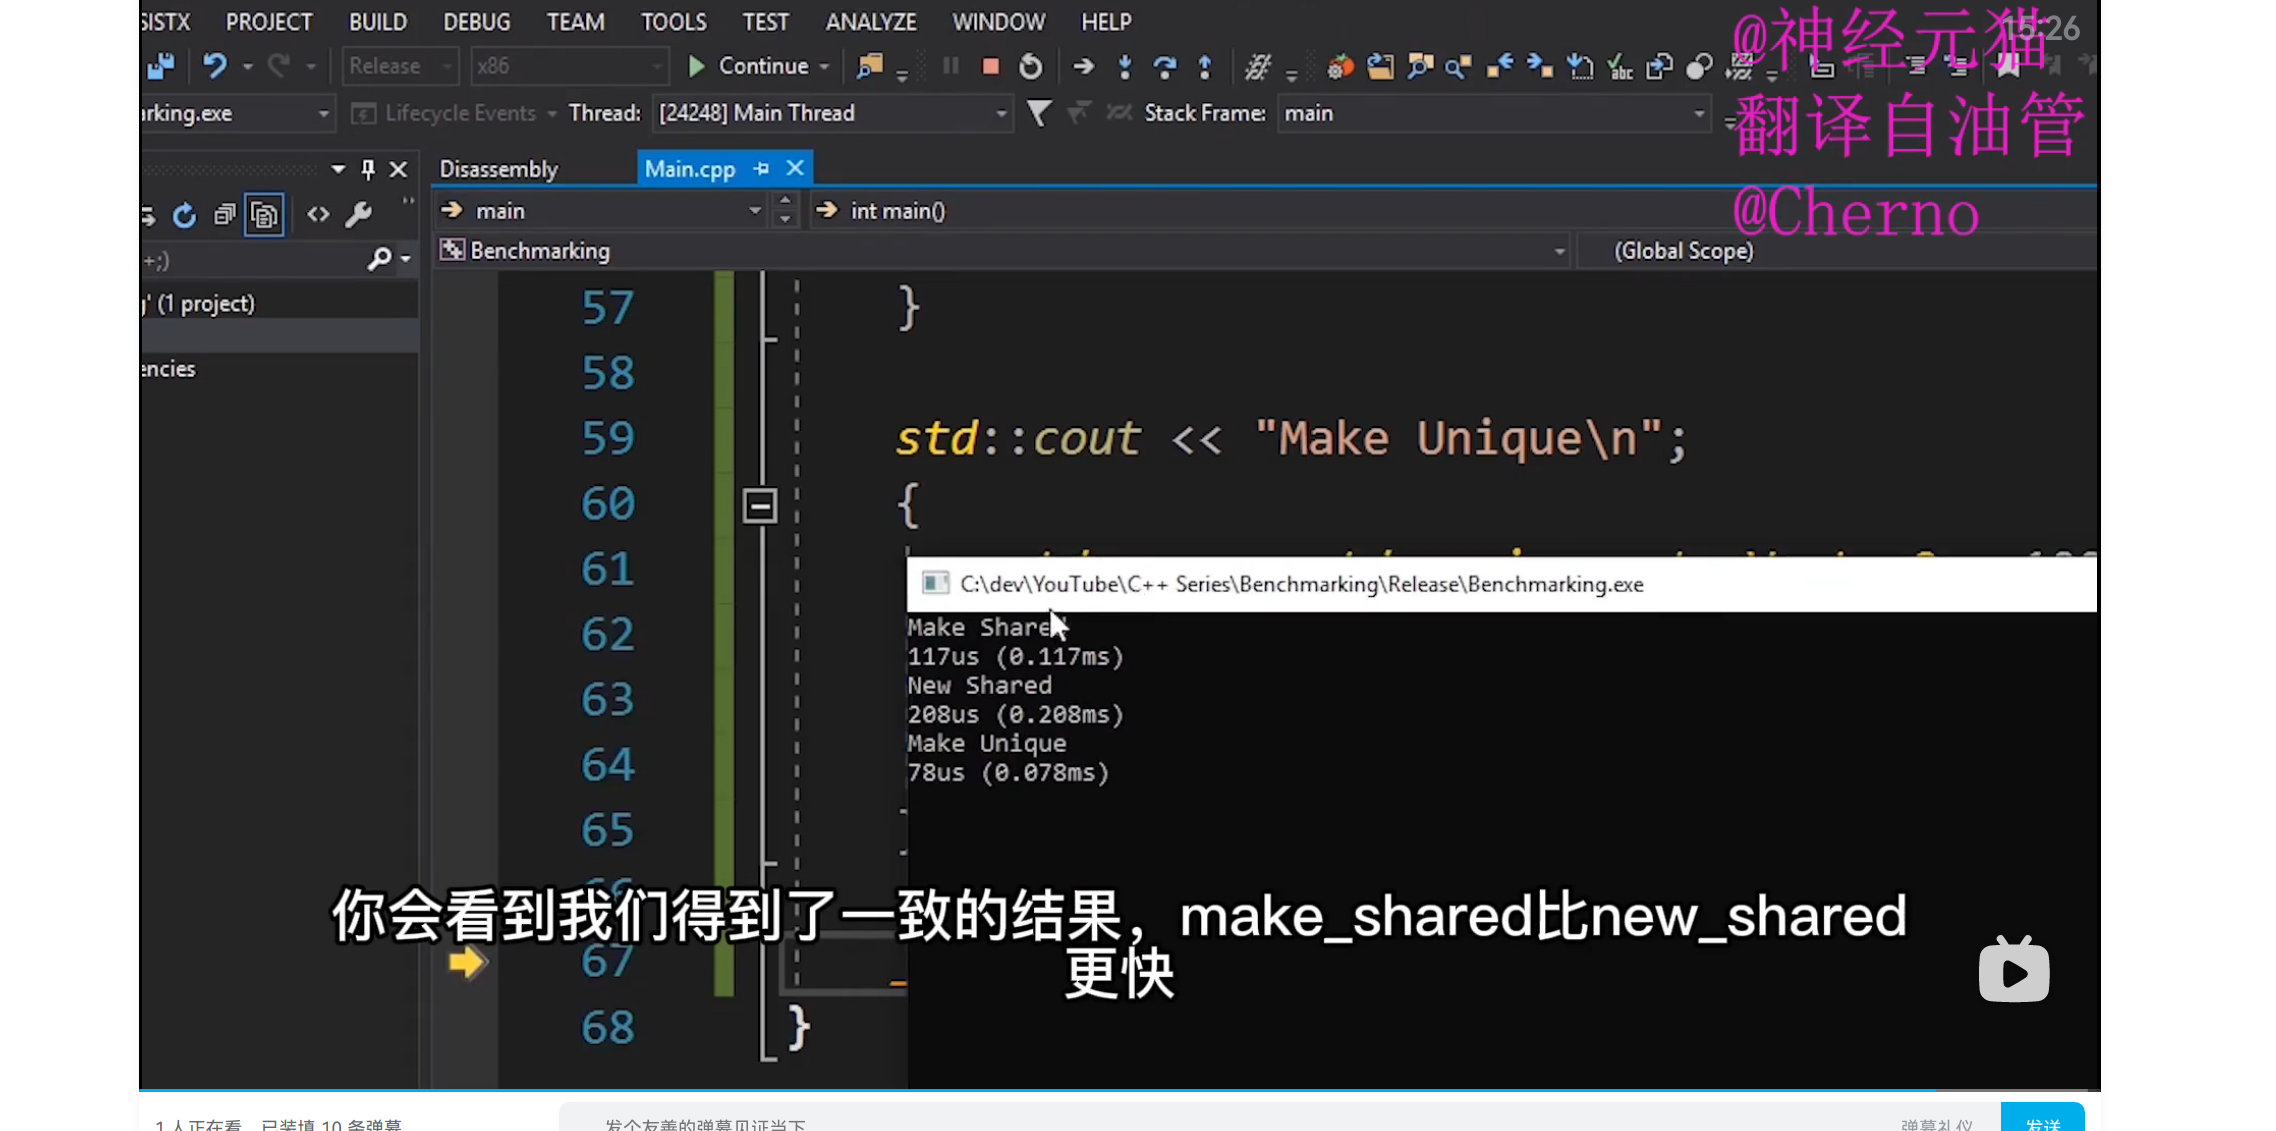 SISTX PROJECT BUILD DEBUG TEAM TOOLS TEST ANALYZE WINDOW HELP
15:26
@神经元猫
Release x86 Continue
rking.exe Lifecycle Events Thread: [24248] Main Thread Stack Frame: main
翻译自油管
Disassembly Main.cpp
@Cherno
main int main()
+;)
Benchmarking (Global Scope)
g' (1 project)
encies
57 }
58
59 std::cout << "Make Unique\n";
60 {
61
C:\dev\YouTube\C++ Series\Benchmarking\Release\Benchmarking.exe
62
63
64
65
67
68 }
Make Shared
117us (0.117ms)
New Shared
208us (0.208ms)
Make Unique
78us (0.078ms)
你会看到我们得到了一致的结果，make_shared比new_shared
更快
1 人正在看，已装填 10 条弹幕
发个友善的弹幕见证当下
弹幕礼仪
发送